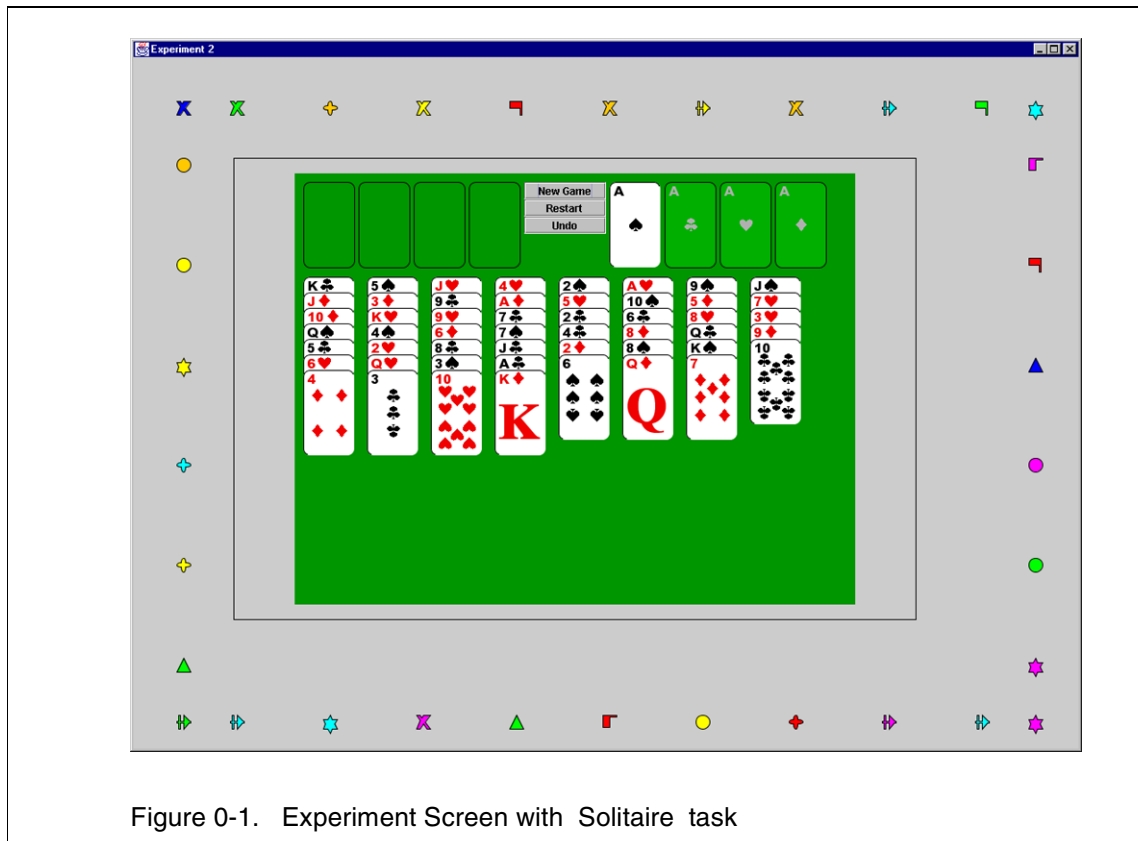 Experiment 2
New Game
Restart
Undo
A A A A
K 5 J 4 2 A 9 J
J 3 9 A 5 10 5 7
10 K 9 7 2 6 8 3
Q 4 6 7 4 8 Q 9
5 2 8 J 2 8 K 10
6 Q 3 A 6 Q 7
4 3 10 K
K Q
Figure 0-1. Experiment Screen with Solitaire task